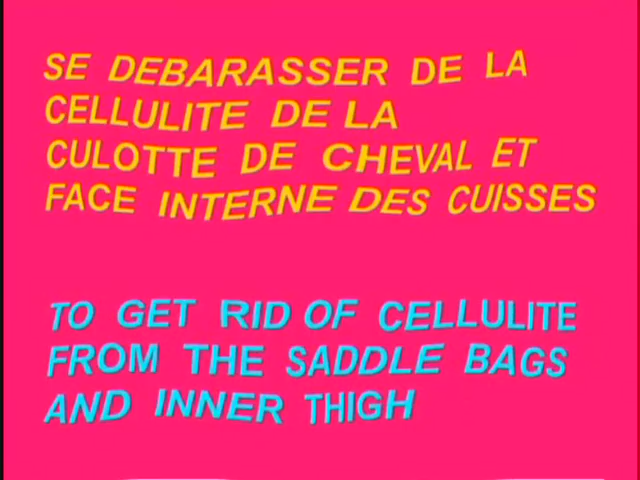 SE DEBARASSER DE LA
CELLULITE DE LA
CULOTTE DE CHEVAL ET
FACE INTERNE DES CUISSES
TO GET RID OF CELLULITE
FROM THE SADDLE BAGS
AND INNER THIGH